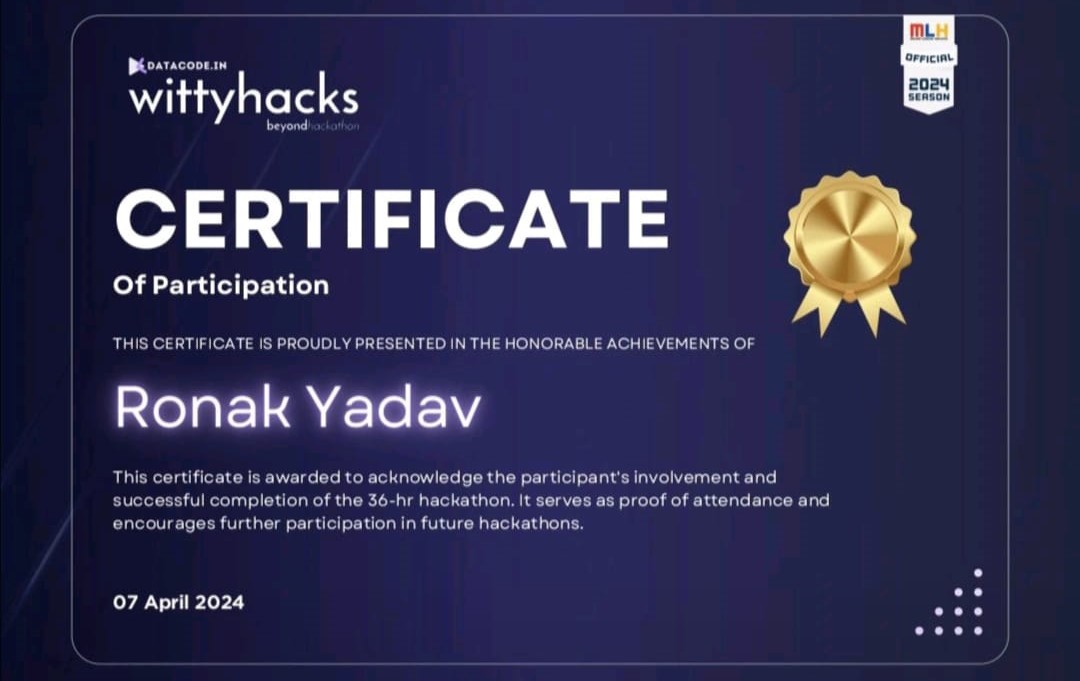 DATACODE.IN
wittyhacks
beyondhackathon
MLH
OFFICIAL
2024
SEASON
CERTIFICATE
Of Participation
THIS CERTIFICATE IS PROUDLY PRESENTED IN THE HONORABLE ACHIEVEMENTS OF
Ronak Yadav
This certificate is awarded to acknowledge the participant's involvement and
successful completion of the 36-hr hackathon. It serves as proof of attendance and
encourages further participation in future hackathons.
07 April 2024